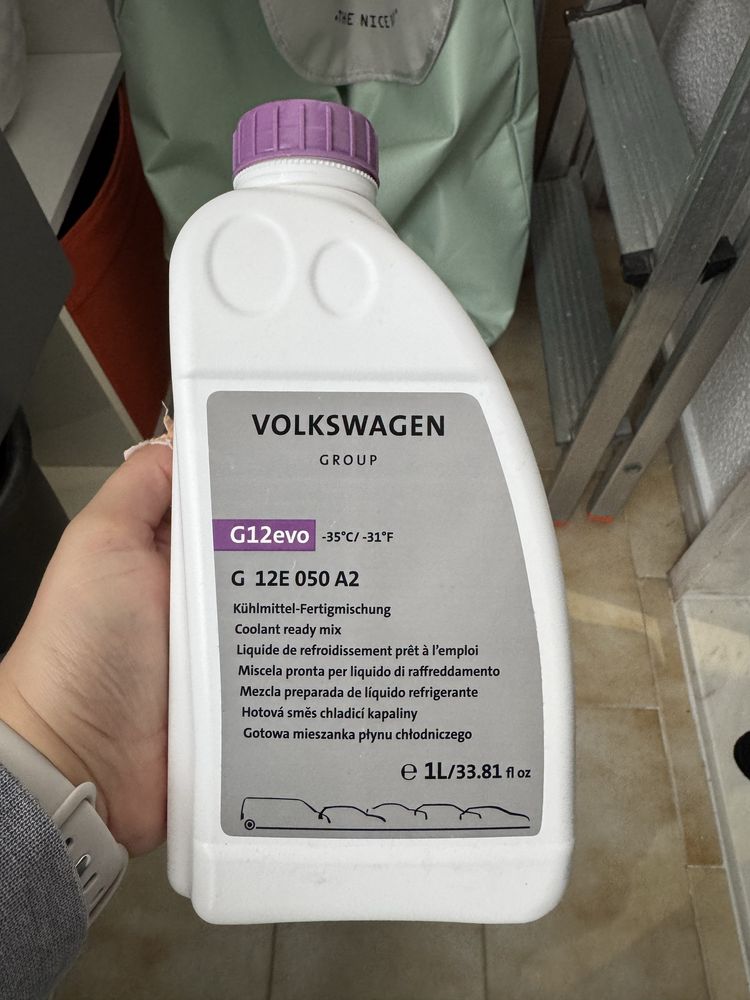 THE NICE
VOLKSWAGEN
GROUP
G12evo -35°C/ -31°F
G 12E 050 A2
Kühlmittel-Fertigmischung
Coolant ready mix
Liquide de refroidissement prêt à l'emploi
Miscela pronta per liquido di raffreddamento
Mezcla preparada de líquido refrigerante
Hotová směs chladicí kapaliny
Gotowa mieszanka płynu chłodniczego
℮ 1L/33.81 fl oz